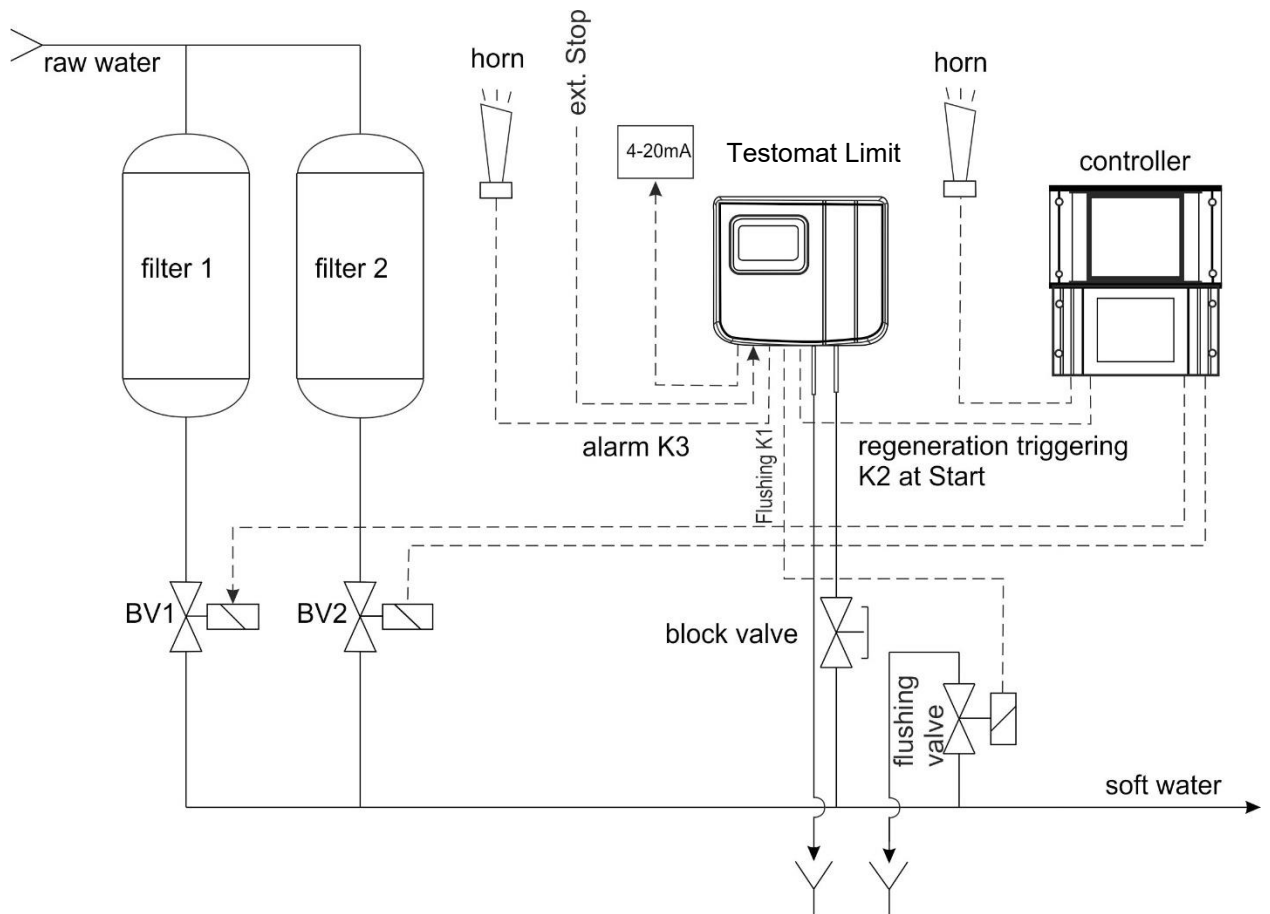 raw water
horn
ext. Stop
horn
4-20mA
Testomat Limit
controller
filter 1
filter 2
alarm K3
Flushing K1
regeneration triggering
K2 at Start
BV1
BV2
block valve
flushing
valve
soft water